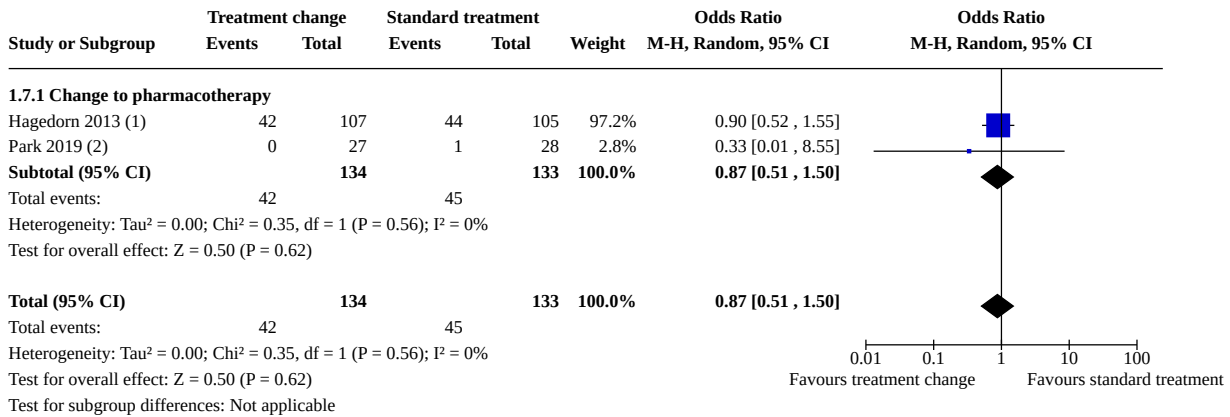 Treatment change Standard treatment Odds Ratio Odds Ratio
Study or Subgroup Events Total Events Total Weight M-H, Random, 95% CI M-H, Random, 95% CI
1.7.1 Change to pharmacotherapy
Hagedorn 2013 (1) 42 107 44 105 97.2% 0.90 [0.52 , 1.55]
Park 2019 (2) 0 27 1 28 2.8% 0.33 [0.01 , 8.55]
Subtotal (95% CI) 134 133 100.0% 0.87 [0.51 , 1.50]
Total events: 42 45
Heterogeneity: Tau² = 0.00; Chi² = 0.35, df = 1 (P = 0.56); I² = 0%
Test for overall effect: Z = 0.50 (P = 0.62)
Total (95% CI) 134 133 100.0% 0.87 [0.51 , 1.50]
Total events: 42 45
Heterogeneity: Tau² = 0.00; Chi² = 0.35, df = 1 (P = 0.56); I² = 0%
0.01 0.1 1 10 100
Test for overall effect: Z = 0.50 (P = 0.62) Favours treatment change Favours standard treatment
Test for subgroup differences: Not applicable